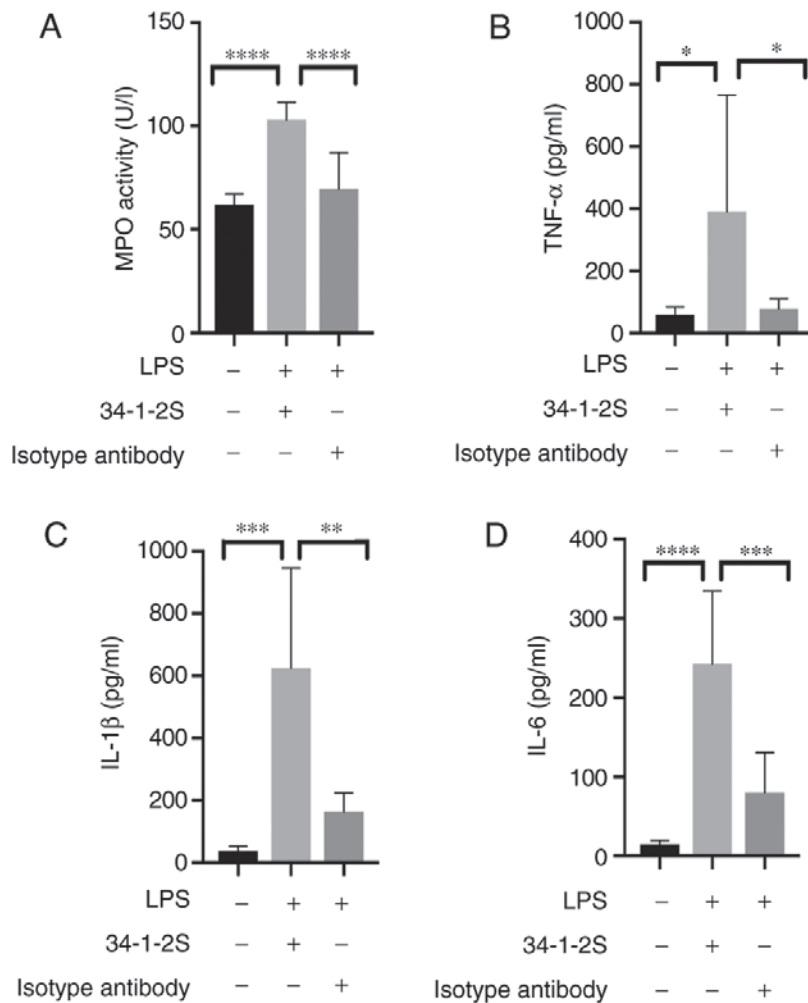 A
MPO activity (U/l)
150
100
50
0
**** ****
LPS − + +
34-1-2S − + −
Isotype antibody − − +
B
TNF-α (pg/ml)
1000
800
600
400
200
0
* *
LPS − + +
34-1-2S − + −
Isotype antibody − − +
C
IL-1β (pg/ml)
1000
800
600
400
200
0
*** **
LPS − + +
34-1-2S − + −
Isotype antibody − − +
D
IL-6 (pg/ml)
400
300
200
100
0
**** ***
LPS − + +
34-1-2S − + −
Isotype antibody − − +